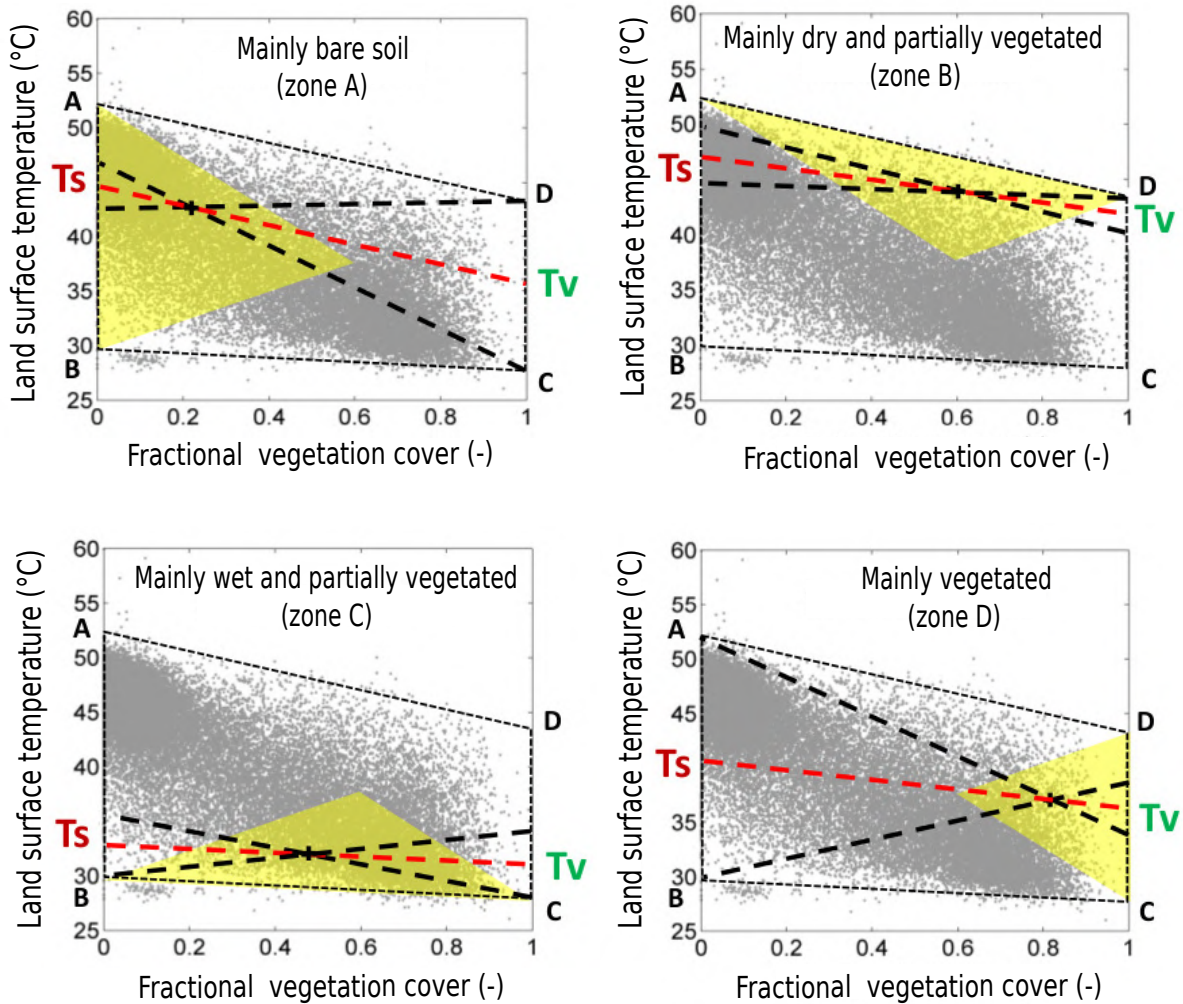 Mainly bare soil
(zone A)
Land surface temperature (°C)
60
55
50
40
35
30
25
A
B
C
D
Ts
Tv
0
0.2
0.4
0.6
0.8
1
Fractional vegetation cover (-)
Mainly dry and partially vegetated
(zone B)
Land surface temperature (°C)
60
55
50
45
40
35
30
25
A
B
C
D
Ts
Tv
0
0.2
0.4
0.6
0.8
1
Fractional vegetation cover (-)
Mainly wet and partially vegetated
(zone C)
Land surface temperature (°C)
60
55
50
45
40
30
25
A
B
C
D
Ts
Tv
0
0.2
0.4
0.6
0.8
1
Fractional vegetation cover (-)
Mainly vegetated
(zone D)
Land surface temperature (°C)
60
55
50
45
35
30
25
A
B
C
D
Ts
Tv
0
0.2
0.4
0.6
0.8
1
Fractional vegetation cover (-)